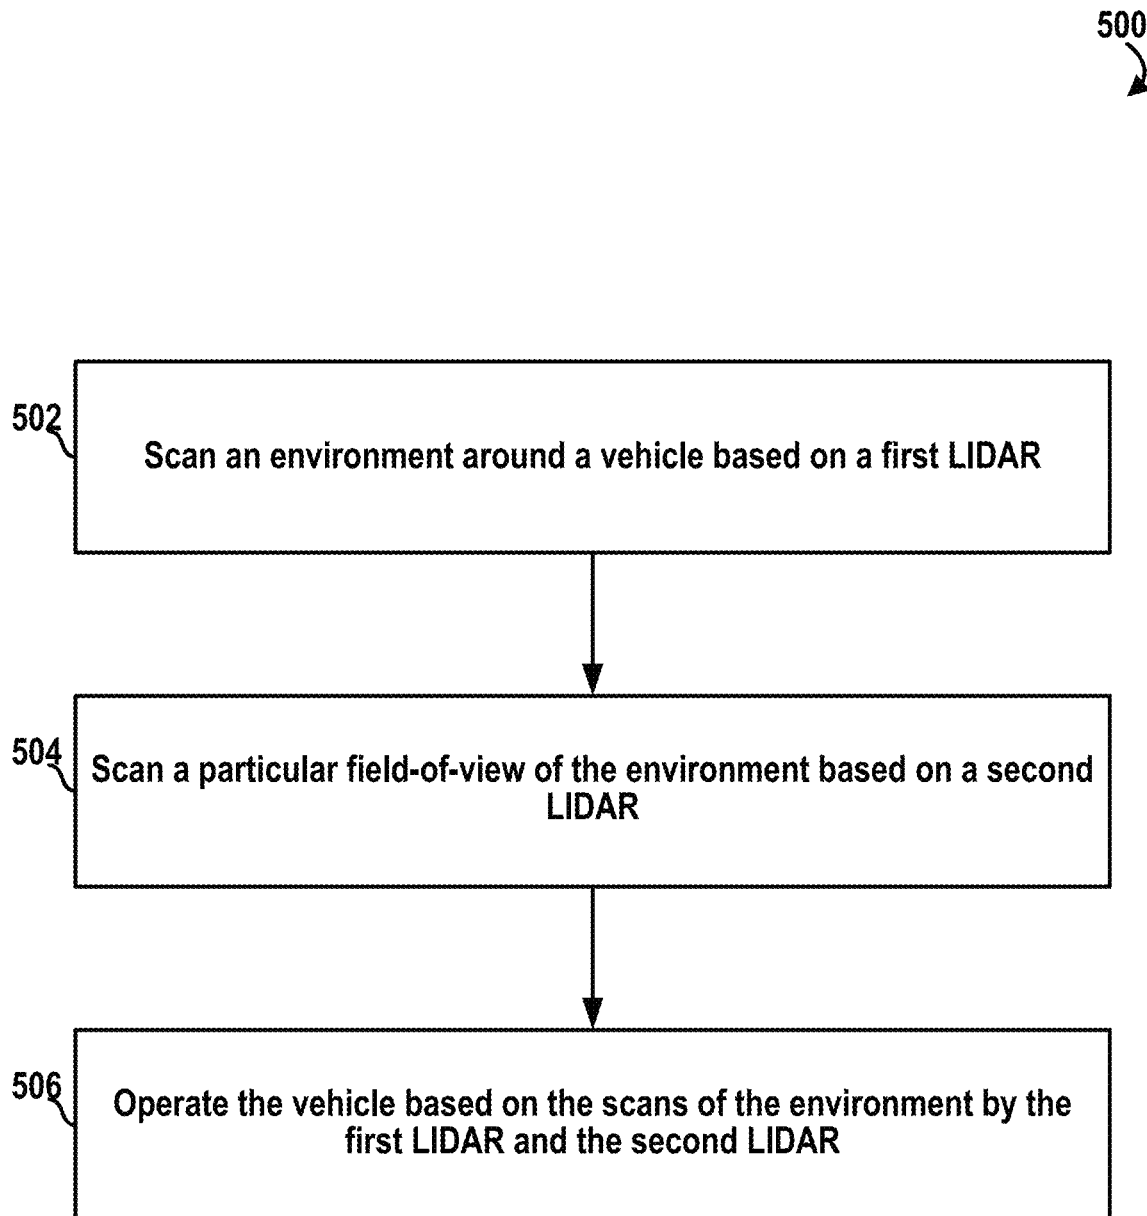 500
502
Scan an environment around a vehicle based on a first LIDAR
504
Scan a particular field-of-view of the environment based on a second
LIDAR
506
Operate the vehicle based on the scans of the environment by the
first LIDAR and the second LIDAR